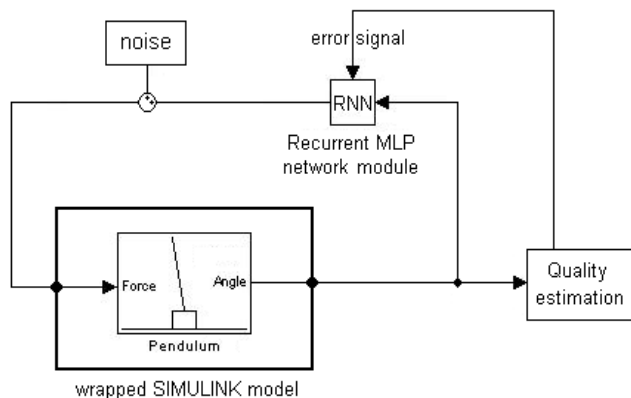 noise
error signal
RNN
Recurrent MLP
network module
Force
Angle
Pendulum
Quality
estimation
wrapped SIMULINK model